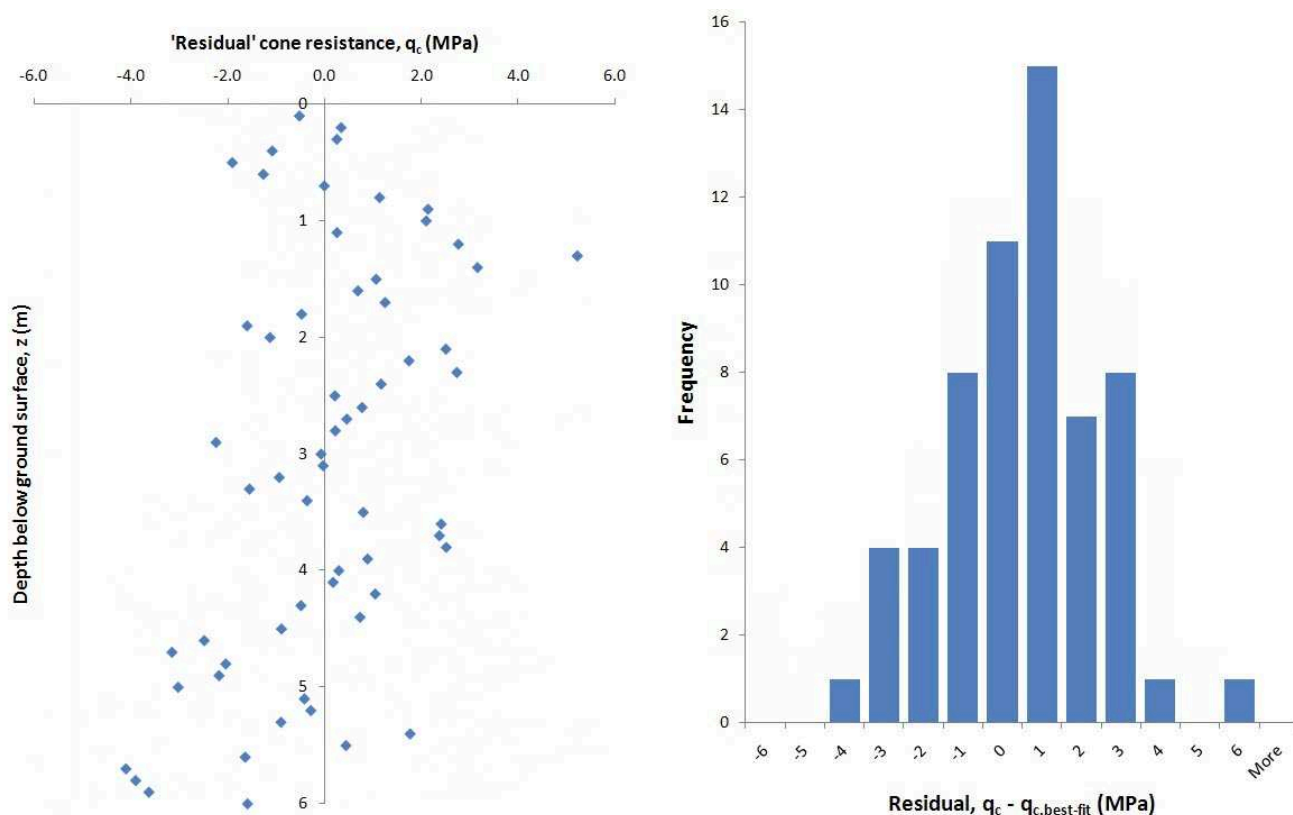 'Residual' cone resistance, qc (MPa)
-6.0 -4.0 -2.0 0.0 2.0 4.0 6.0
0
1
2
3
4
5
6
Depth below ground surface, z (m)
16
14
12
10
8
6
4
2
0
Frequency
-6 -5 -4 -3 -2 -1 0 1 2 3 4 5 6 More
Residual, qc - qc,best-fit (MPa)